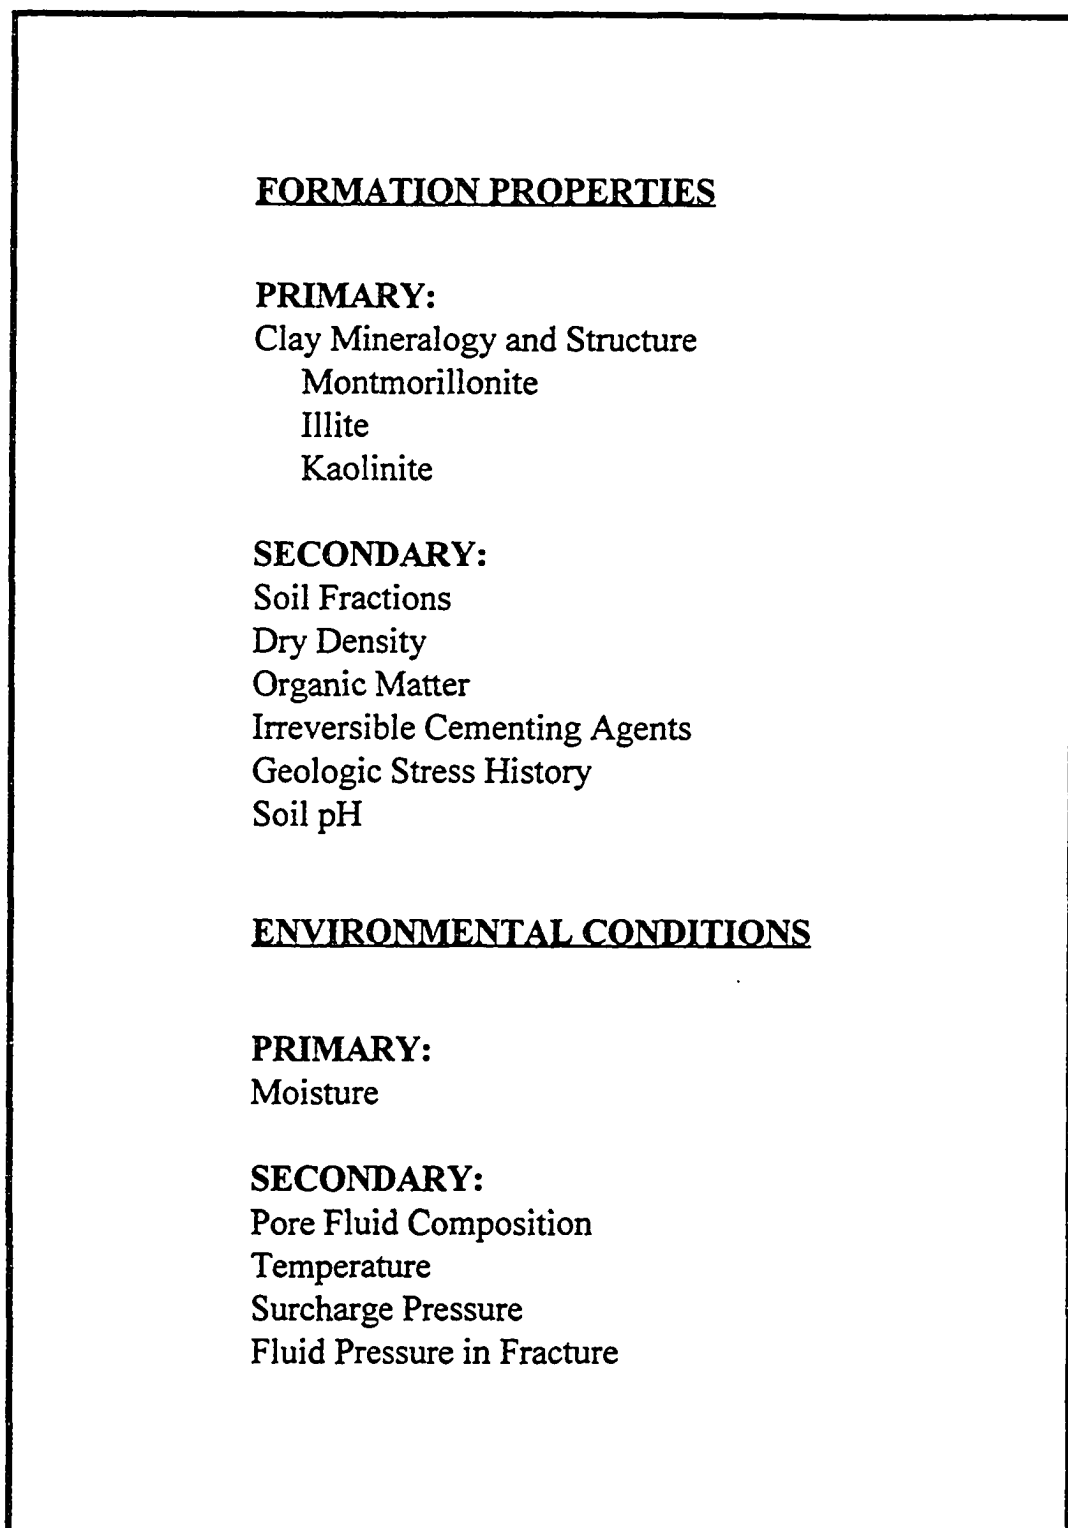 FORMATION PROPERTIES
PRIMARY:
Clay Mineralogy and Structure
Montmorillonite
Illite
Kaolinite
SECONDARY:
Soil Fractions
Dry Density
Organic Matter
Irreversible Cementing Agents
Geologic Stress History
Soil pH
ENVIRONMENTAL CONDITIONS
PRIMARY:
Moisture
SECONDARY:
Pore Fluid Composition
Temperature
Surcharge Pressure
Fluid Pressure in Fracture